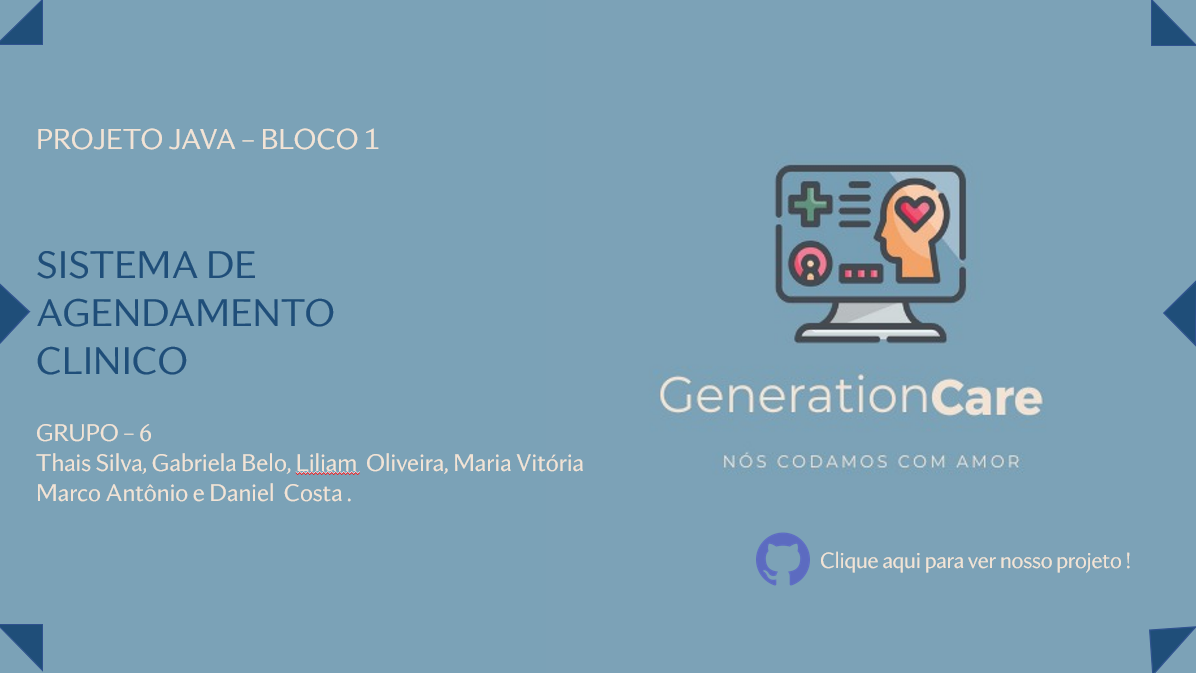 PROJETO JAVA – BLOCO 1
SISTEMA DE
AGENDAMENTO
CLINICO
GRUPO – 6
Thais Silva, Gabriela Belo, Liliam Oliveira, Maria Vitória
Marco Antônio e Daniel Costa .
GenerationCare
NÓS CODAMOS COM AMOR
Clique aqui para ver nosso projeto !